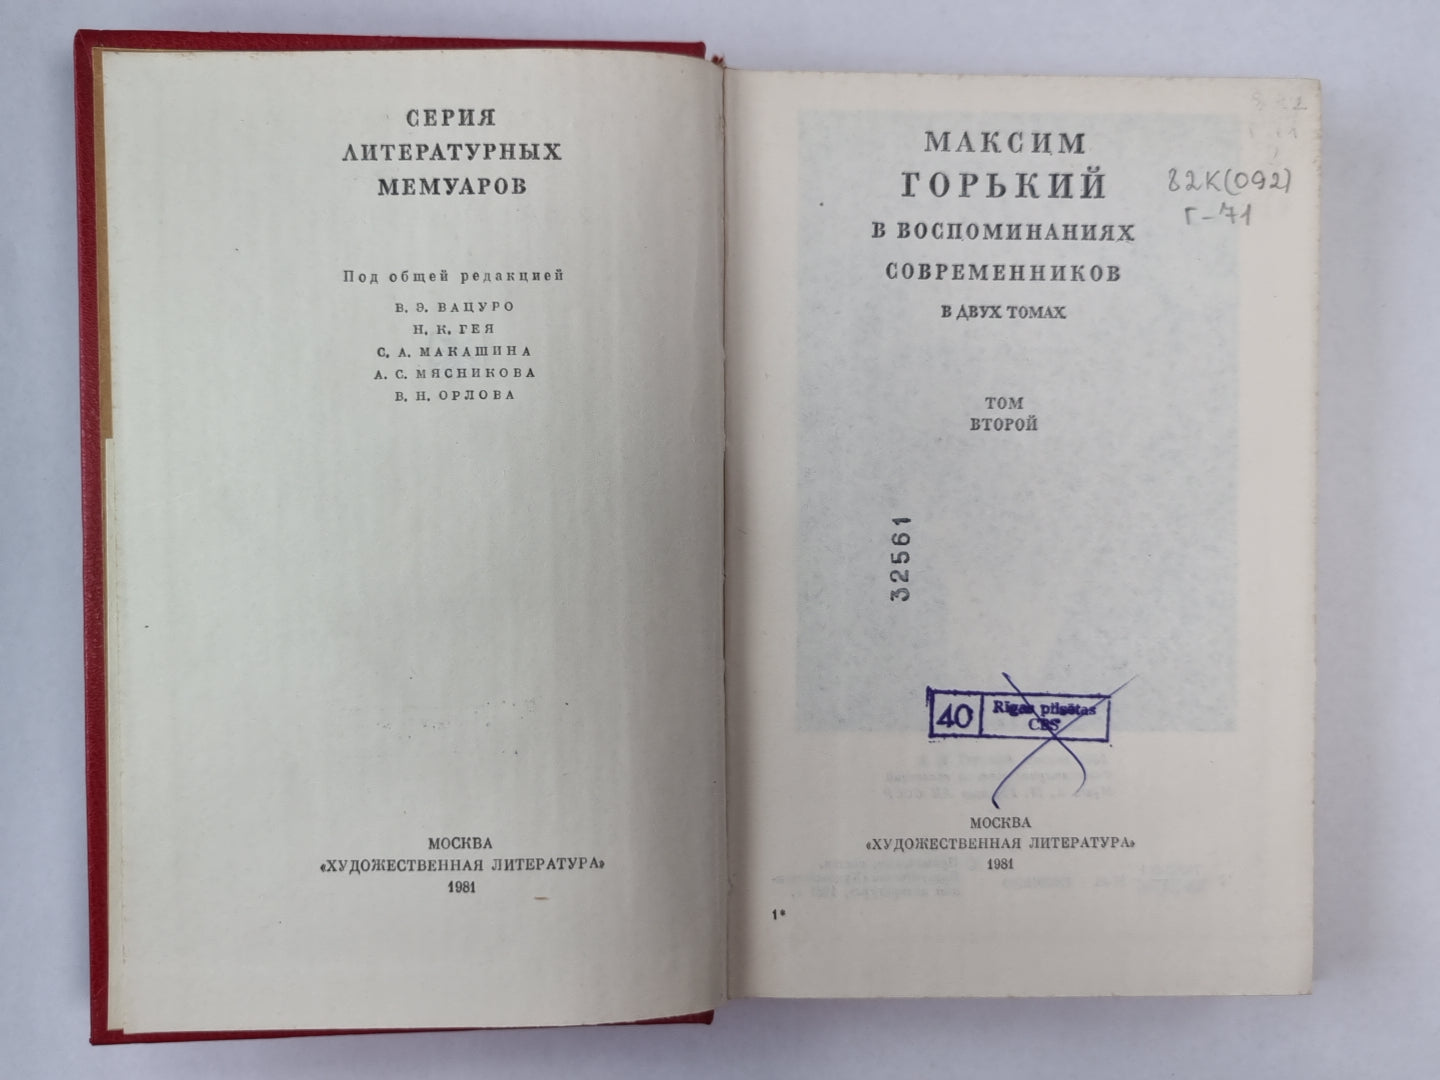 СЕРИЯ
ЛИТЕРАТУРНЫХ
МЕМУАРОВ
Под общей редакцией
В. Э. ВАЦУРО
Н. К. ГЕЯ
С. А. МАКАШИНА
А. С. МЯСНИКОВА
В. Н. ОРЛОВА
МОСКВА
«ХУДОЖЕСТВЕННАЯ ЛИТЕРАТУРА»
1981
МАКСИМ
ГОРЬКИЙ
В ВОСПОМИНАНИЯХ
СОВРЕМЕННИКОВ
В ДВУХ ТОМАХ
82К(092)
Г-71
ТОМ
ВТОРОЙ
32561
40 Rīgas pilsētas
CBS
МОСКВА
«ХУДОЖЕСТВЕННАЯ ЛИТЕРАТУРА»
1981
1*